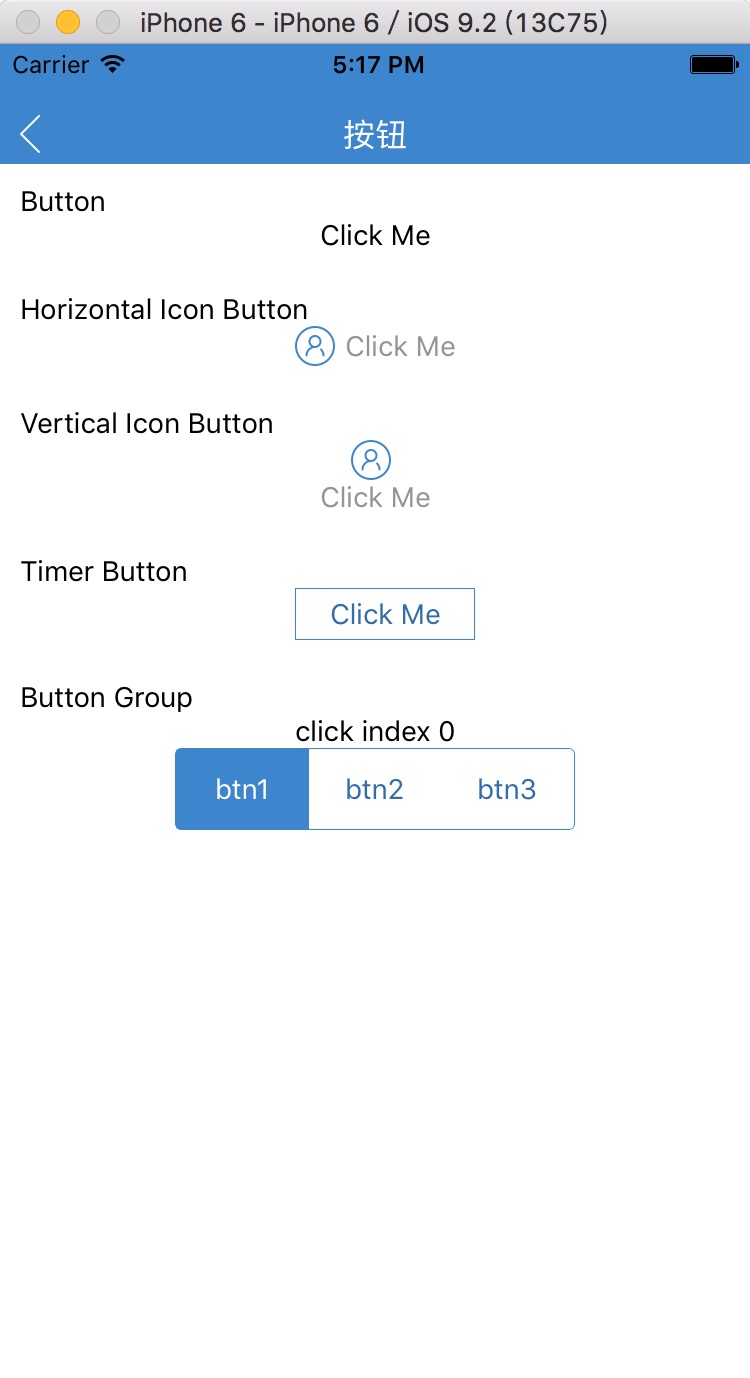 iPhone 6 - iPhone 6 / iOS 9.2 (13C75)
Carrier 5:17 PM
按钮
Button
Click Me
Horizontal Icon Button
Click Me
Vertical Icon Button
Click Me
Timer Button
Click Me
Button Group
click index 0
btn1 btn2 btn3